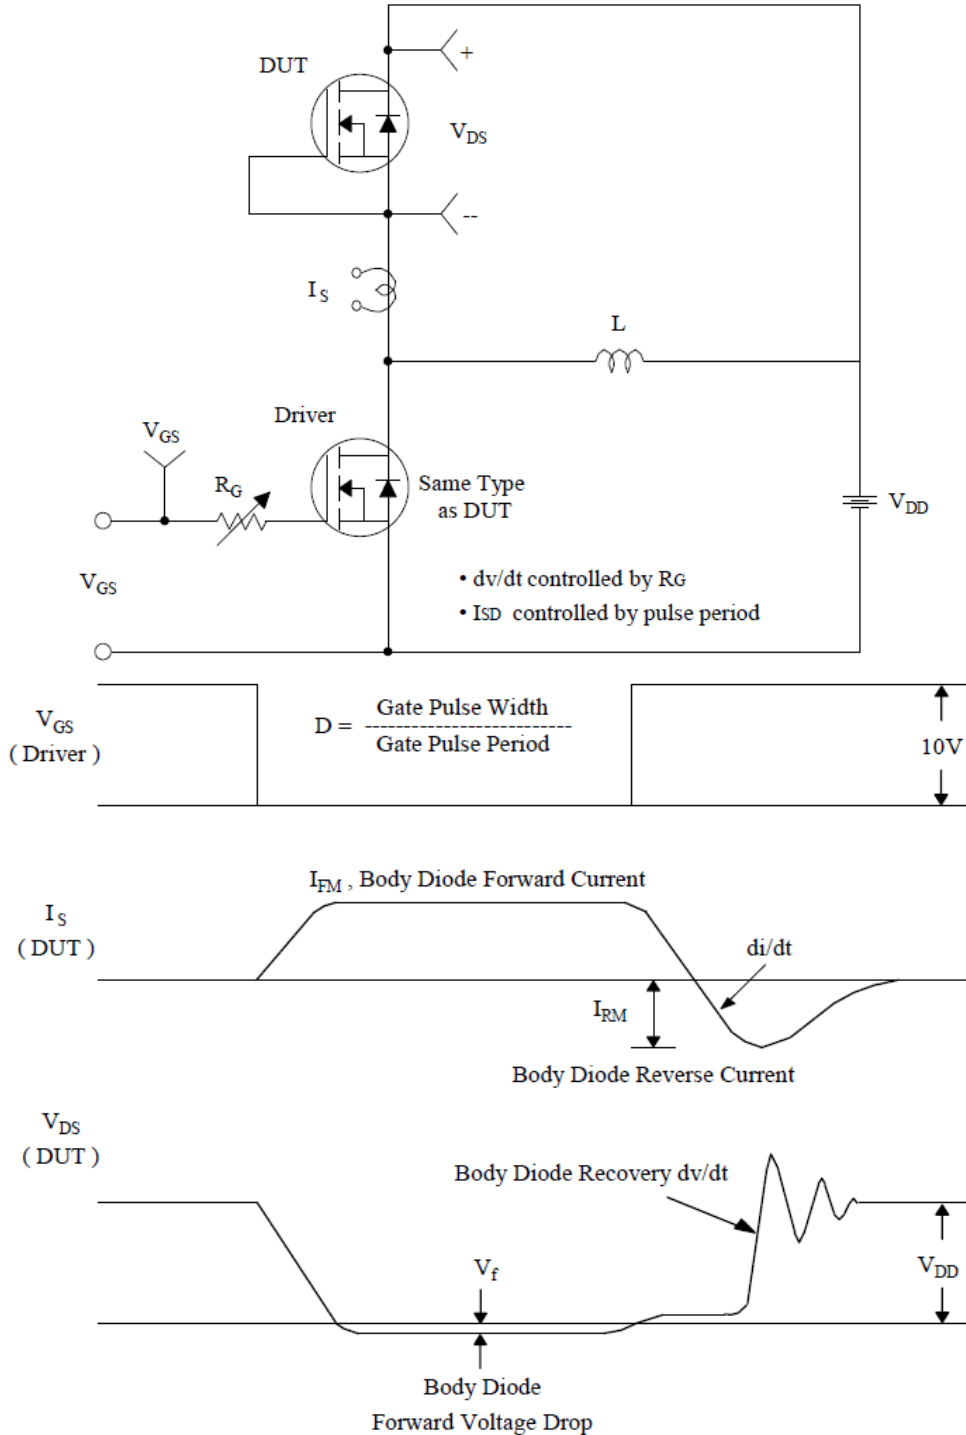 DUT
+
VDS
--
IS
L
Driver
VGS
RG
Same Type
as DUT
VDD
VGS
• dv/dt controlled by RG
• ISD controlled by pulse period
VGS
( Driver )
D = Gate Pulse Width
--------------------------
Gate Pulse Period
10V
IFM , Body Diode Forward Current
IS
( DUT )
di/dt
IRM
Body Diode Reverse Current
VDS
( DUT )
Body Diode Recovery dv/dt
Vf
VDD
Body Diode
Forward Voltage Drop